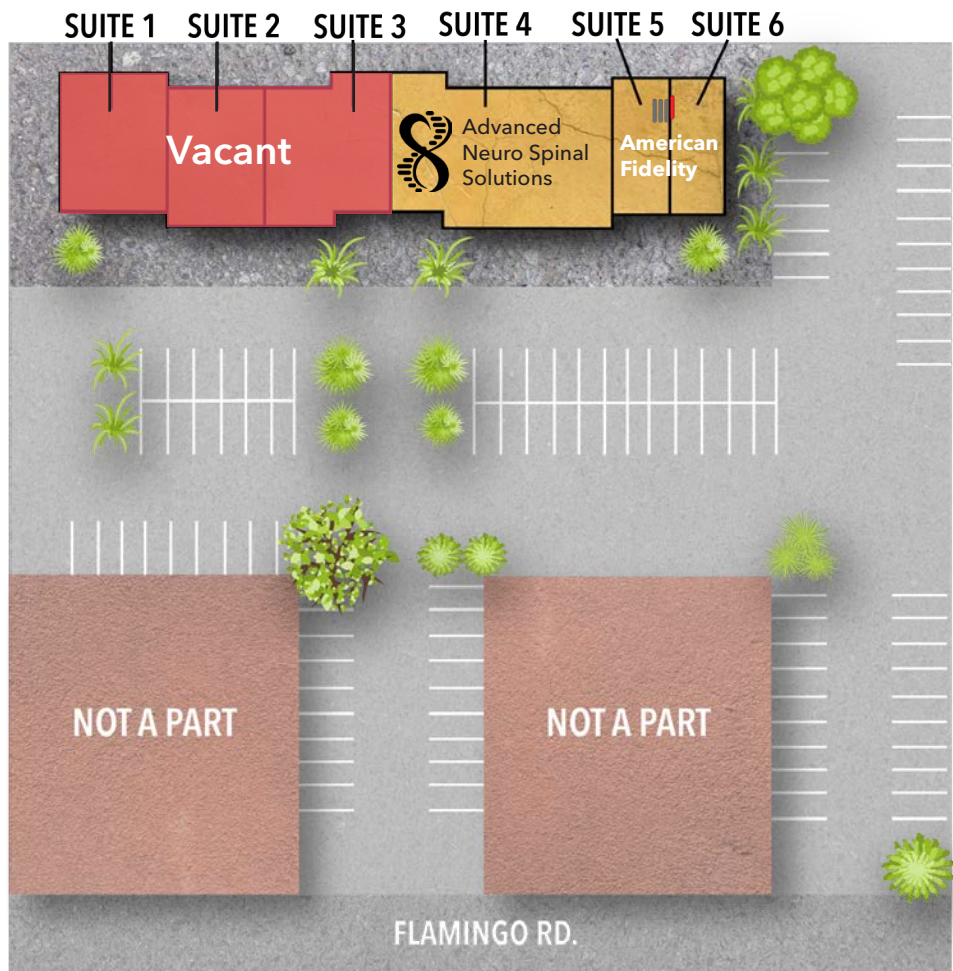 SUITE 1 SUITE 2 SUITE 3 SUITE 4 SUITE 5 SUITE 6
Vacant
Advanced
Neuro Spinal
Solutions
American
Fidelity
NOT A PART
NOT A PART
FLAMINGO RD.